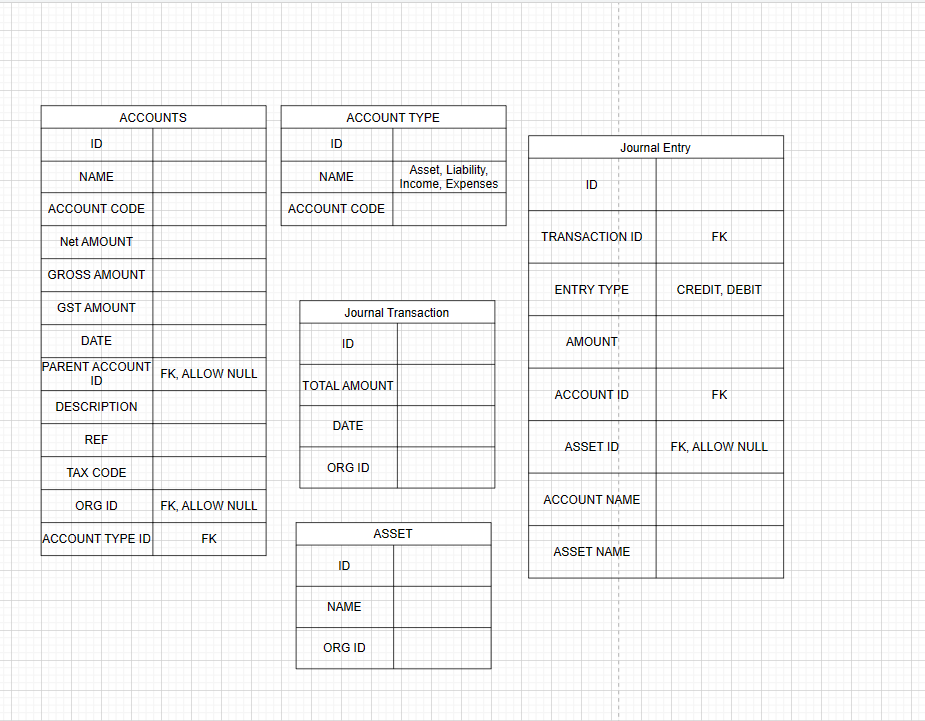 ACCOUNTS
ID
NAME
ACCOUNT CODE
Net AMOUNT
GROSS AMOUNT
GST AMOUNT
DATE
PARENT ACCOUNT
ID
FK, ALLOW NULL
DESCRIPTION
REF
TAX CODE
ORG ID
FK, ALLOW NULL
ACCOUNT TYPE ID
FK
ACCOUNT TYPE
ID
NAME
Asset, Liability,
Income, Expenses
ACCOUNT CODE
Journal Transaction
ID
TOTAL AMOUNT
DATE
ORG ID
ASSET
ID
NAME
ORG ID
Journal Entry
ID
TRANSACTION ID
FK
ENTRY TYPE
CREDIT, DEBIT
AMOUNT
ACCOUNT ID
FK
ASSET ID
FK, ALLOW NULL
ACCOUNT NAME
ASSET NAME